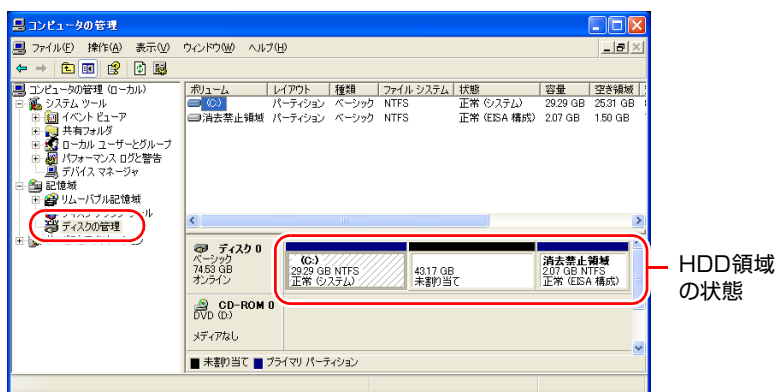 コンピュータの管理
ファイル(F) 操作(A) 表示(V) ウィンドウ(W) ヘルプ(H)
コンピュータの管理 (ローカル)
システム ツール
イベント ビューア
共有フォルダ
ローカル ユーザーとグループ
パフォーマンス ログと警告
デバイス マネージャ
記憶域
リムーバブル記憶域
ディスクの管理
ボリューム レイアウト 種類 ファイル システム 状態 容量 空き領域
(C:) パーティション ベーシック NTFS 正常 (システム) 29.29 GB 25.31 GB
消去禁止領域 パーティション ベーシック NTFS 正常 (EISA 構成) 2.07 GB 1.50 GB
ディスク 0
ベーシック
74.53 GB
オンライン
(C:)
29.29 GB NTFS
正常 (システム)
43.17 GB
未割り当て
消去禁止領域
2.07 GB NTFS
正常 (EISA 構成)
CD-ROM 0
DVD (D:)
メディアなし
未割り当て プライマリ パーティション
HDD領域
の状態